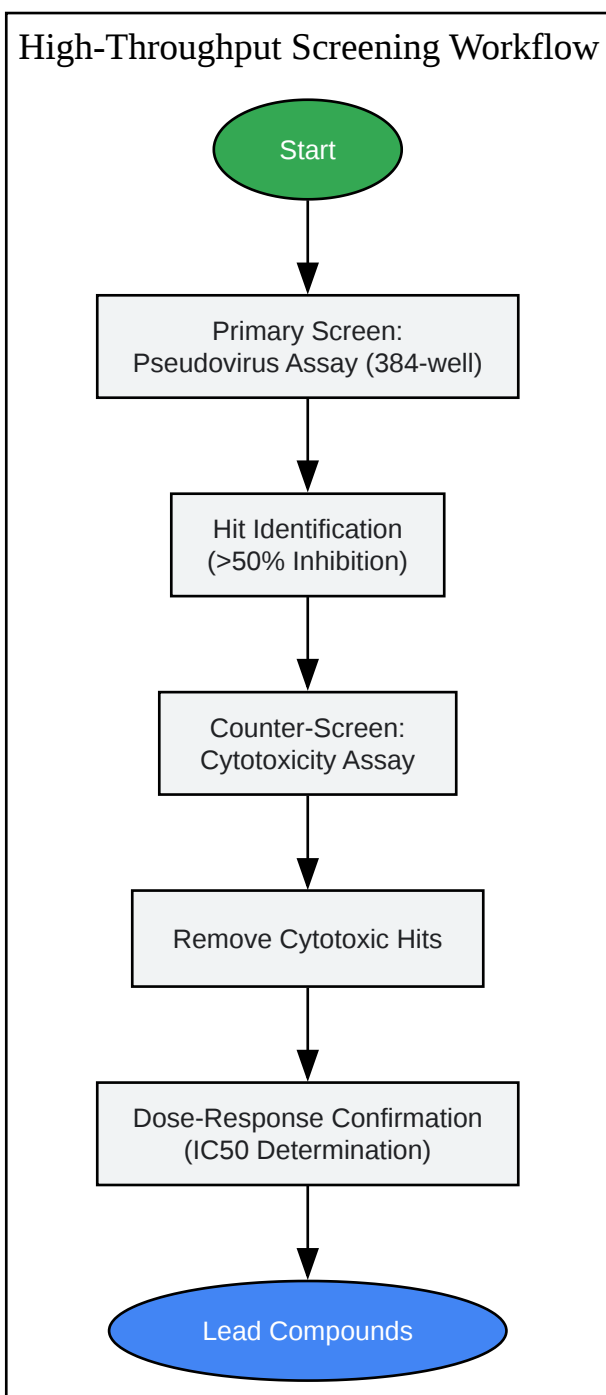 High-Throughput Screening Workflow
Start
Primary Screen:
Pseudovirus Assay (384-well)
Hit Identification
(>50% Inhibition)
Counter-Screen:
Cytotoxicity Assay
Remove Cytotoxic Hits
Dose-Response Confirmation
(IC50 Determination)
Lead Compounds